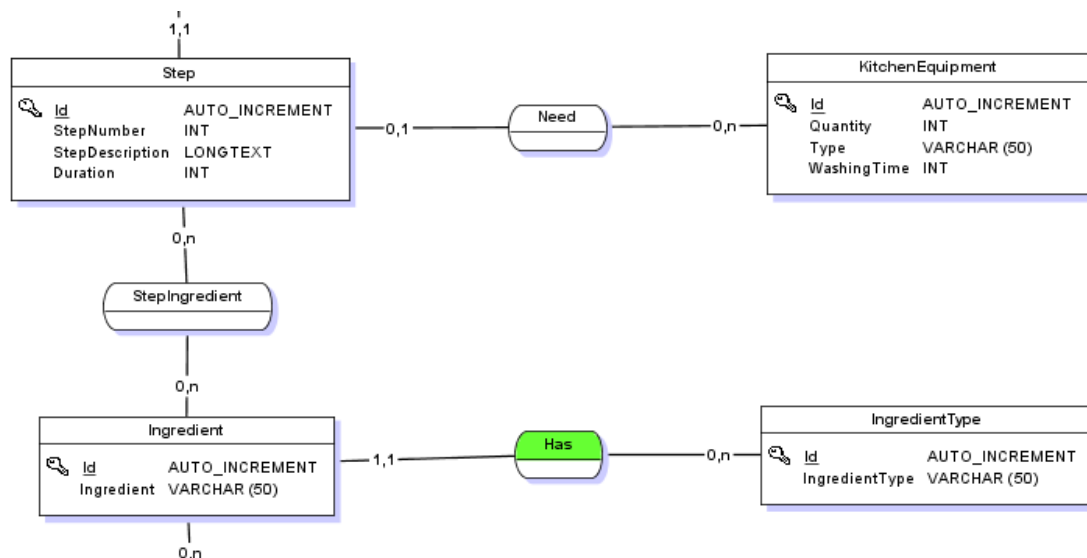 1,1
Step
Id AUTO_INCREMENT
StepNumber INT
StepDescription LONGTEXT
Duration INT
0,1
Need
0,n
KitchenEquipment
Id AUTO_INCREMENT
Quantity INT
Type VARCHAR (50)
WashingTime INT
0,n
StepIngredient
0,n
Ingredient
Id AUTO_INCREMENT
Ingredient VARCHAR (50)
1,1
Has
0,n
IngredientType
Id AUTO_INCREMENT
IngredientType VARCHAR (50)
0,n